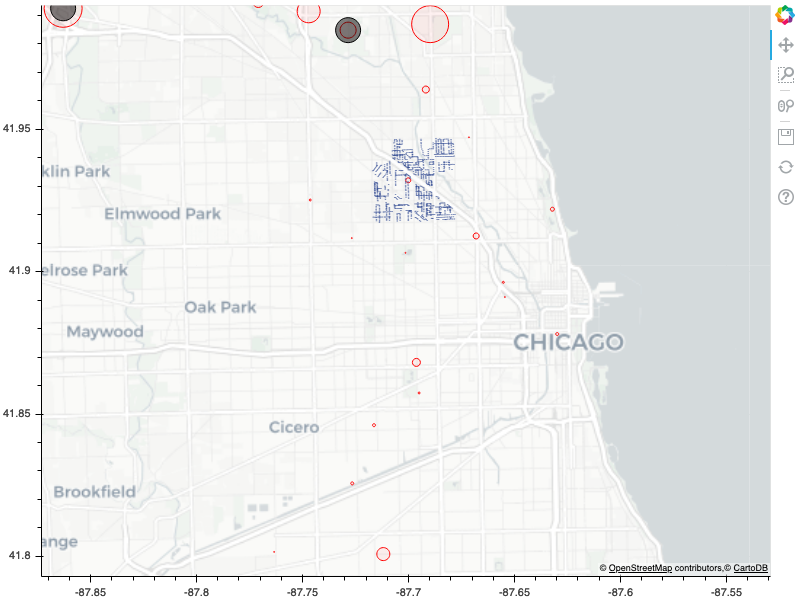 41.95
klin Park
Elmwood Park
41.9
elrose Park
Oak Park
Maywood
CHICAGO
41.85
Cicero
Brookfield
ange
41.8
© OpenStreetMap contributors,© CartoDB
-87.85
-87.8
-87.75
-87.7
-87.65
-87.6
-87.55